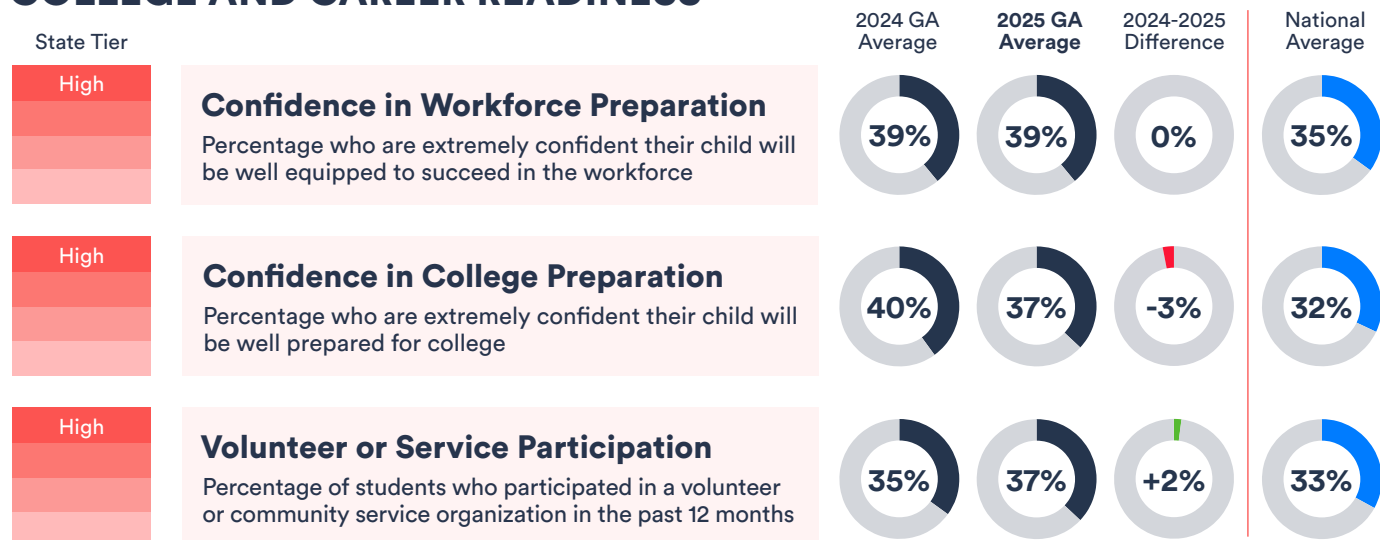 COLLEGE AND CAREER READINESS
State Tier
2024 GA
Average
2025 GA
Average
2024-2025
Difference
National
Average
High
Confidence in Workforce Preparation
Percentage who are extremely confident their child will
be well equipped to succeed in the workforce
39%
39%
0%
35%
High
Confidence in College Preparation
Percentage who are extremely confident their child will
be well prepared for college
40%
37%
-3%
32%
High
Volunteer or Service Participation
Percentage of students who participated in a volunteer
or community service organization in the past 12 months
35%
37%
+2%
33%